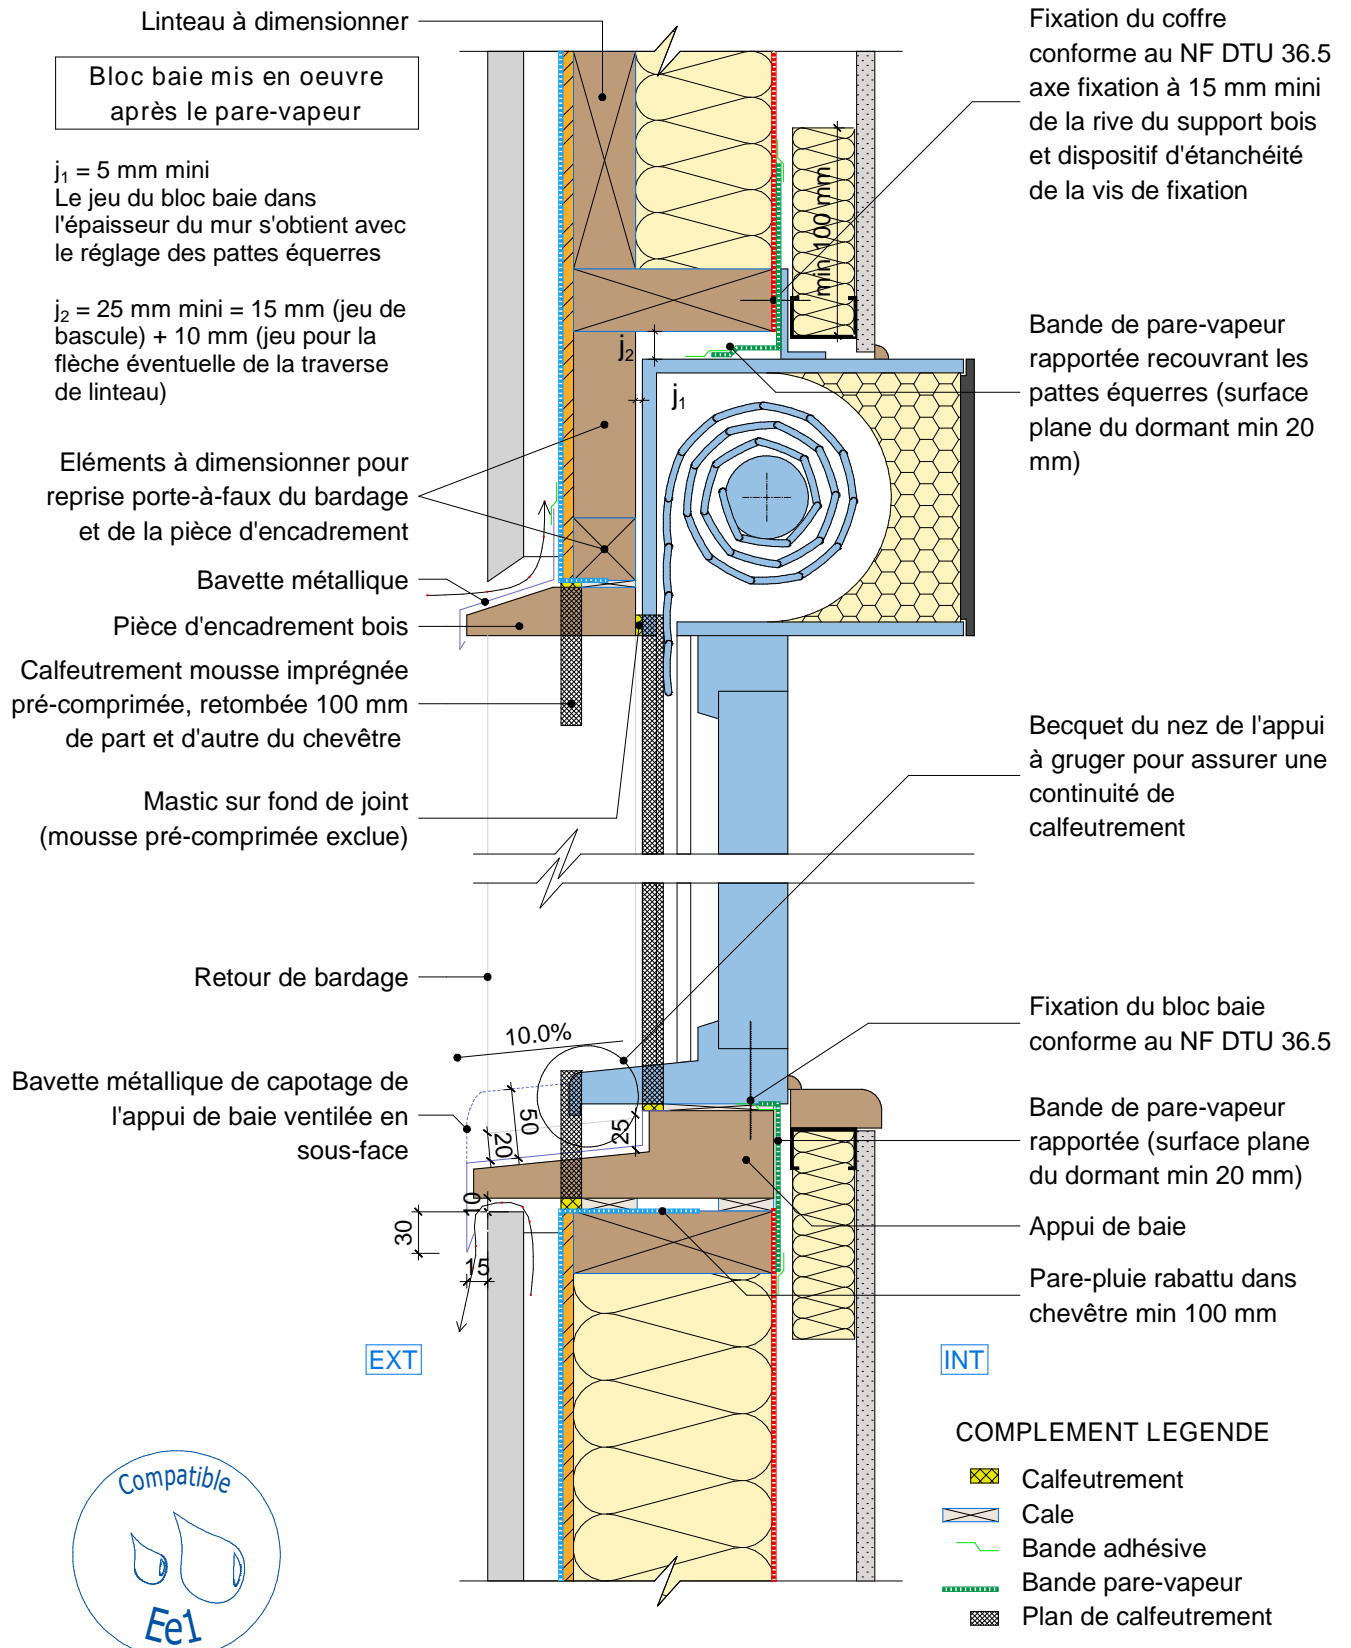 Linteau à dimensionner
Bloc baie mis en oeuvre
après le pare-vapeur
j₁ = 5 mm mini
Le jeu du bloc baie dans
l'épaisseur du mur s'obtient avec
le réglage des pattes équerres
j₂ = 25 mm mini = 15 mm (jeu de
bascule) + 10 mm (jeu pour la
flèche éventuelle de la traverse
de linteau)
Eléments à dimensionner pour
reprise porte-à-faux du bardage
et de la pièce d'encadrement
Bavette métallique
Pièce d'encadrement bois
Calfeutrement mousse imprégnée
pré-comprimée, retombée 100 mm
de part et d'autre du chevêtre
Mastic sur fond de joint
(mousse pré-comprimée exclue)
Retour de bardage
Bavette métallique de capotage de
l'appui de baie ventilée en
sous-face
min 100 mm
j₂
j₁
10.0%
50
20
25
10
30
15
EXT
INT
Fixation du coffre
conforme au NF DTU 36.5
axe fixation à 15 mm mini
de la rive du support bois
et dispositif d'étanchéité
de la vis de fixation
Bande de pare-vapeur
rapportée recouvrant les
pattes équerres (surface
plane du dormant min 20
mm)
Becquet du nez de l'appui
à gruger pour assurer une
continuité de
calfeutrement
Fixation du bloc baie
conforme au NF DTU 36.5
Bande de pare-vapeur
rapportée (surface plane
du dormant min 20 mm)
Appui de baie
Pare-pluie rabattu dans
chevêtre min 100 mm
COMPLEMENT LEGENDE
Calfeutrement
Cale
Bande adhésive
Bande pare-vapeur
Plan de calfeutrement
Compatible
Ee1